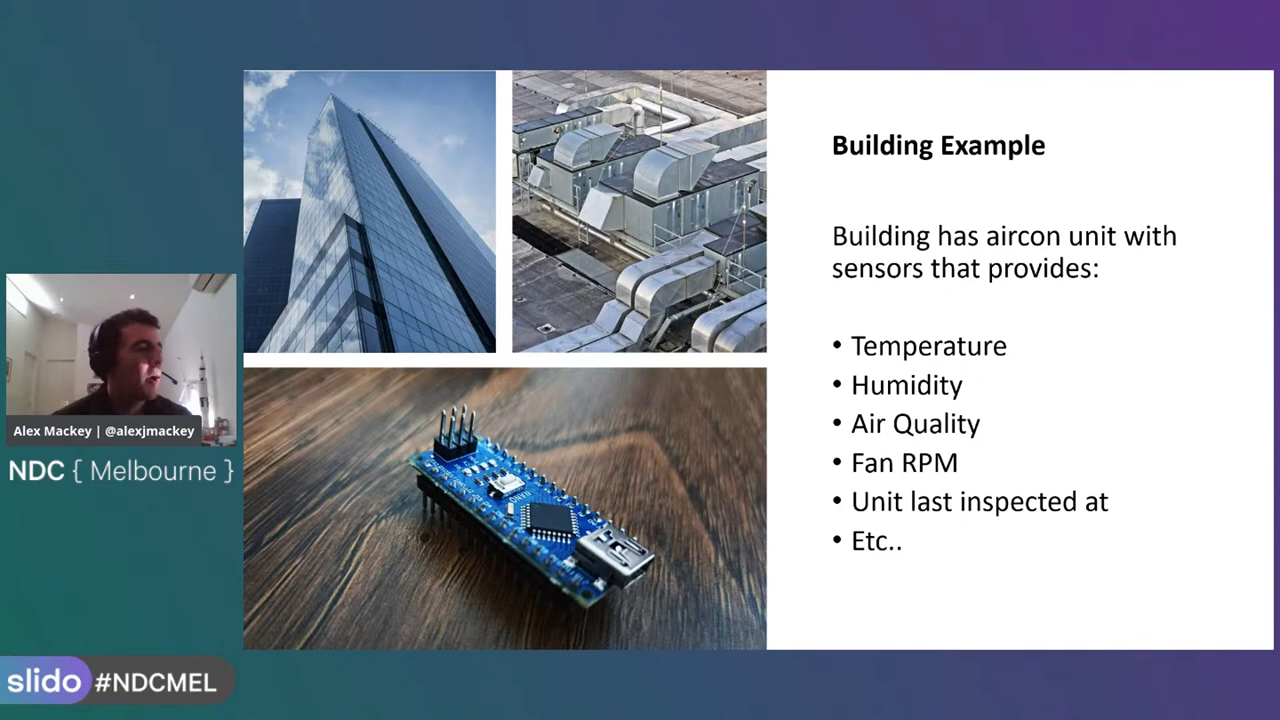 Building Example
Building has aircon unit with
sensors that provides:
• Temperature
• Humidity
• Air Quality
• Fan RPM
• Unit last inspected at
• Etc..
Alex Mackey | @alexjmackey
NDC { Melbourne }
slido #NDCMEL
NANO